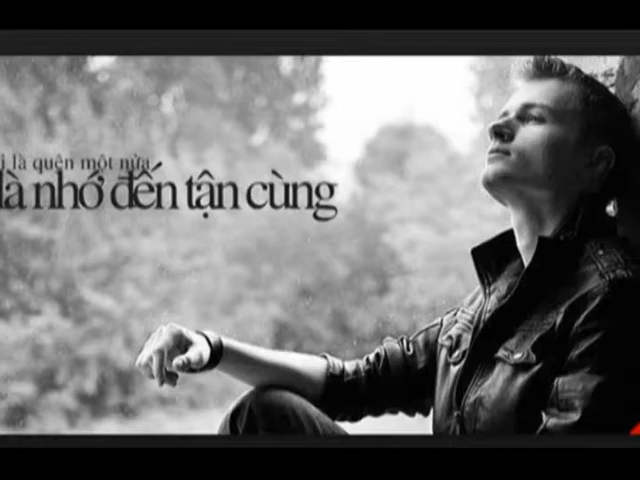 là quên một nửa
là nhớ đến tận cùng